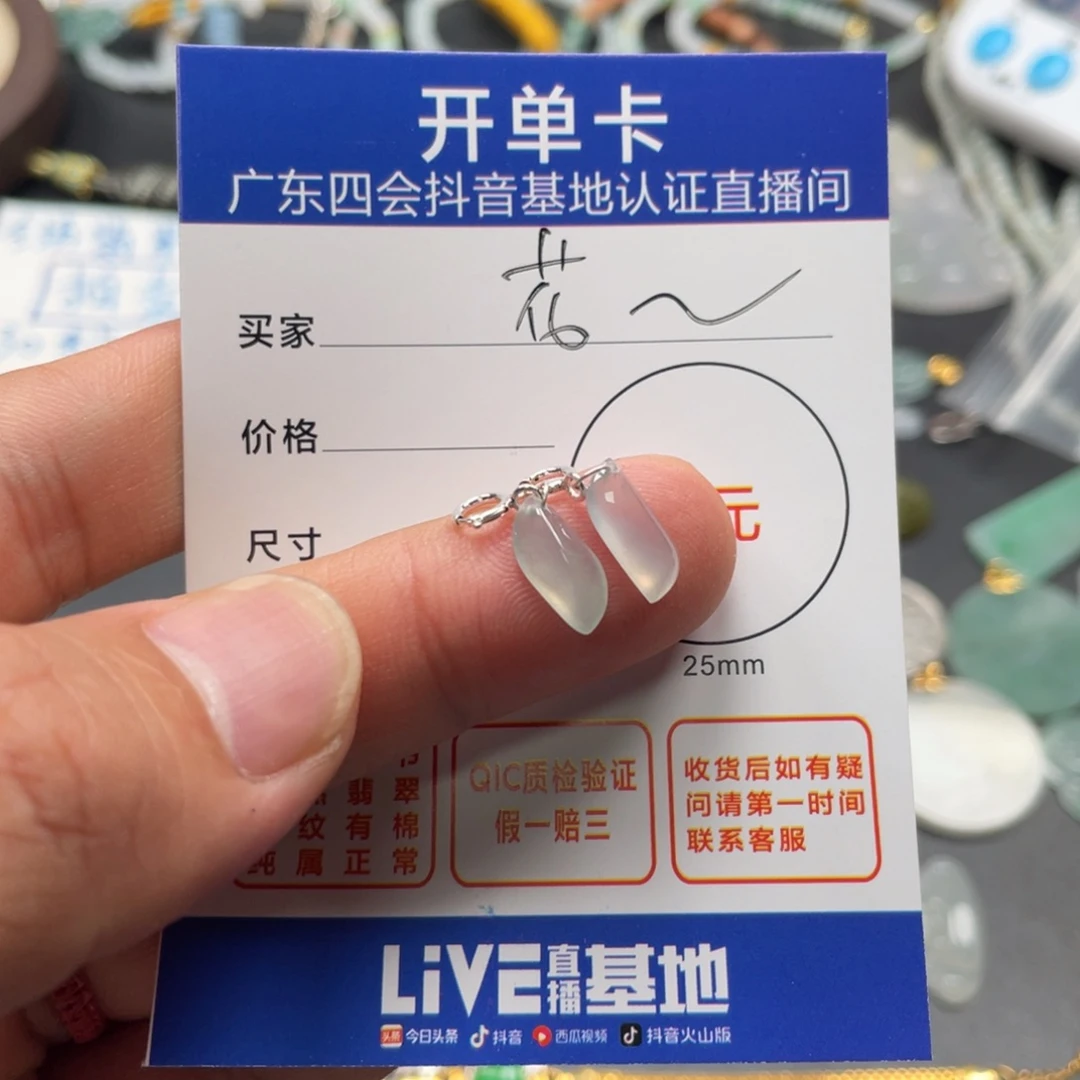 开单卡
广东四会抖音基地认证直播间
买家 花~
价格
尺寸
元
25mm
翡翠
纹有棉
纯属正常
QIC质检验证
假一赔三
收货后如有疑
问请第一时间
联系客服
LiVE直播基地
头条 今日头条 抖音 西瓜视频 抖音火山版